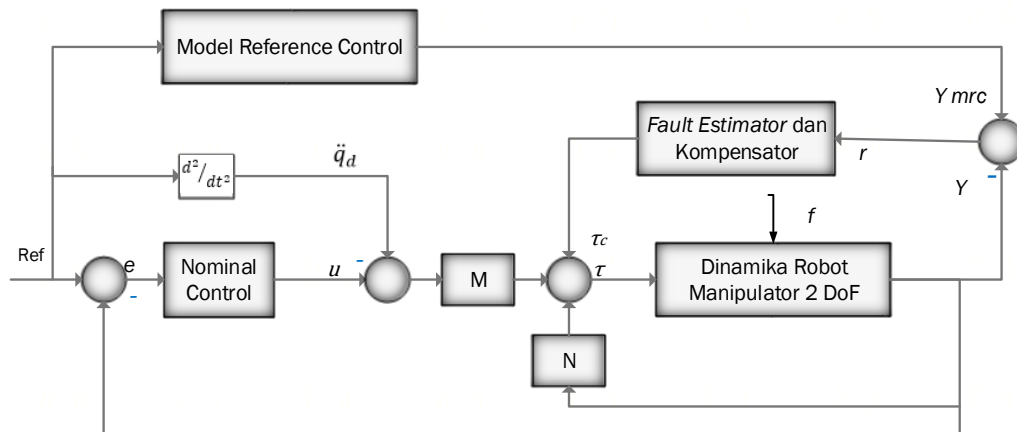 Model Reference Control
Y mrc
Fault Estimator dan
Kompensator
r
q̈d
d²/dt²
Y
f
Ref
e
-
Nominal
Control
u
-
M
τc
τ
Dinamika Robot
Manipulator 2 DoF
-
N